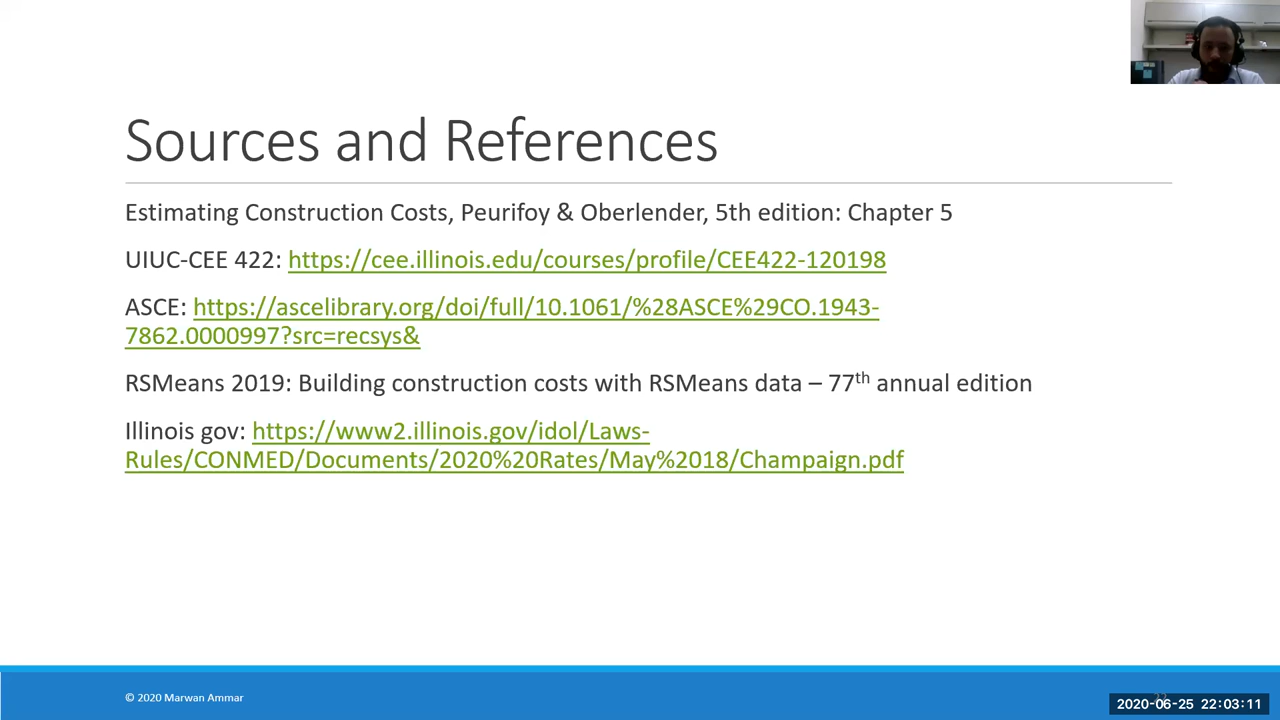 Sources and References
Estimating Construction Costs, Peurifoy & Oberlender, 5th edition: Chapter 5
UIUC-CEE 422: https://cee.illinois.edu/courses/profile/CEE422-120198
ASCE: https://ascelibrary.org/doi/full/10.1061/%28ASCE%29CO.1943-
7862.0000997?src=recsys&
RSMeans 2019: Building construction costs with RSMeans data – 77th annual edition
Illinois gov: https://www2.illinois.gov/idol/Laws-
Rules/CONMED/Documents/2020%20Rates/May%2018/Champaign.pdf
© 2020 Marwan Ammar
2020-06-25 22:03:11